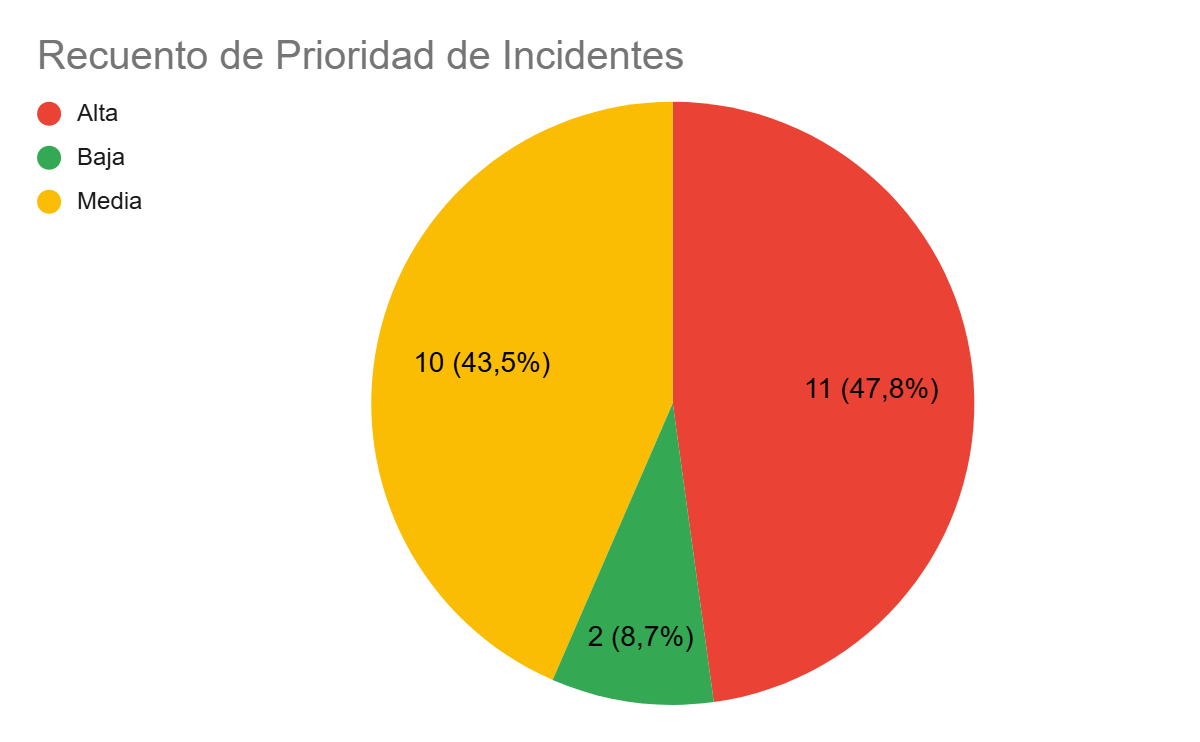 Recuento de Prioridad de Incidentes
Alta
Baja
Media
10 (43,5%)
11 (47,8%)
2 (8,7%)